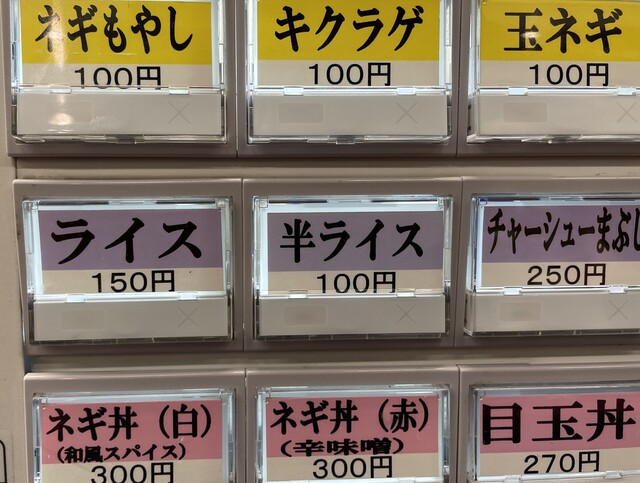 ネギもやし
100円
キクラゲ
100円
玉ネギ
100円
ライス
150円
半ライス
100円
チャーシューまぶし
250円
ネギ丼（白）
（和風スパイス）
300円
ネギ丼（赤）
（辛味噌）
300円
目玉丼
270円